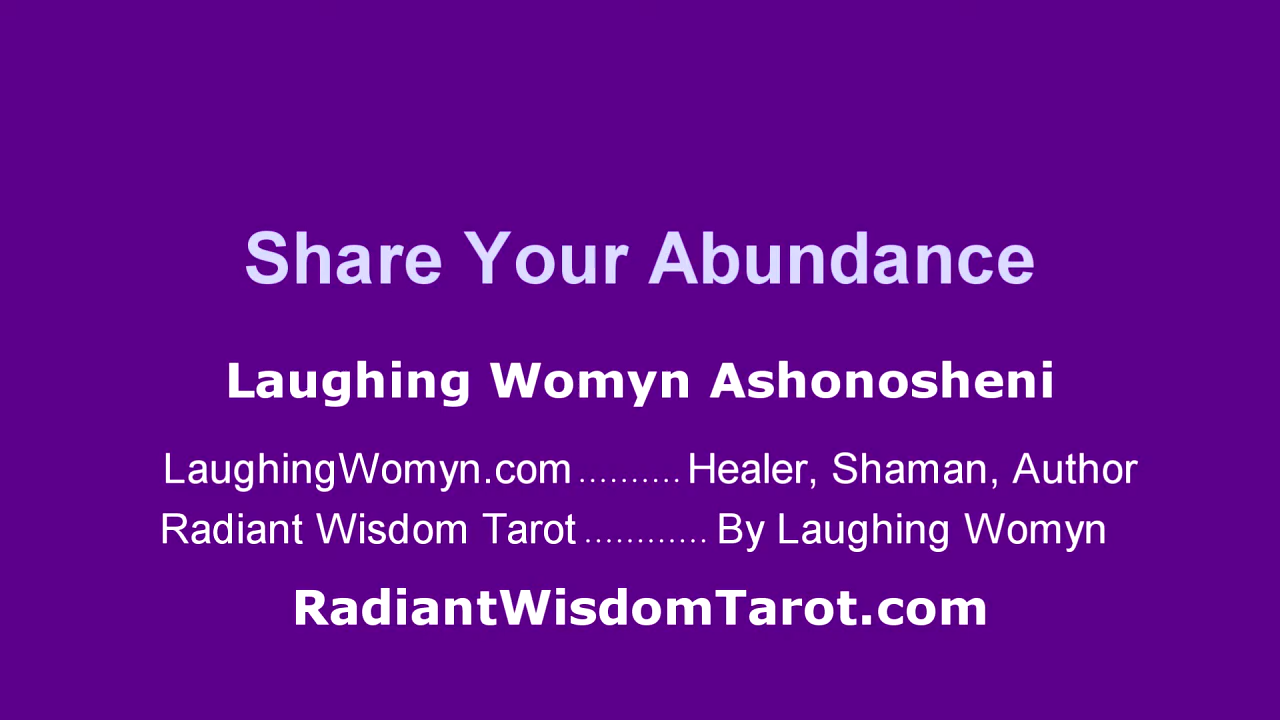 Share Your Abundance
Laughing Womyn Ashonosheni
LaughingWomyn.com .......... Healer, Shaman, Author
Radiant Wisdom Tarot ............ By Laughing Womyn
RadiantWisdomTarot.com